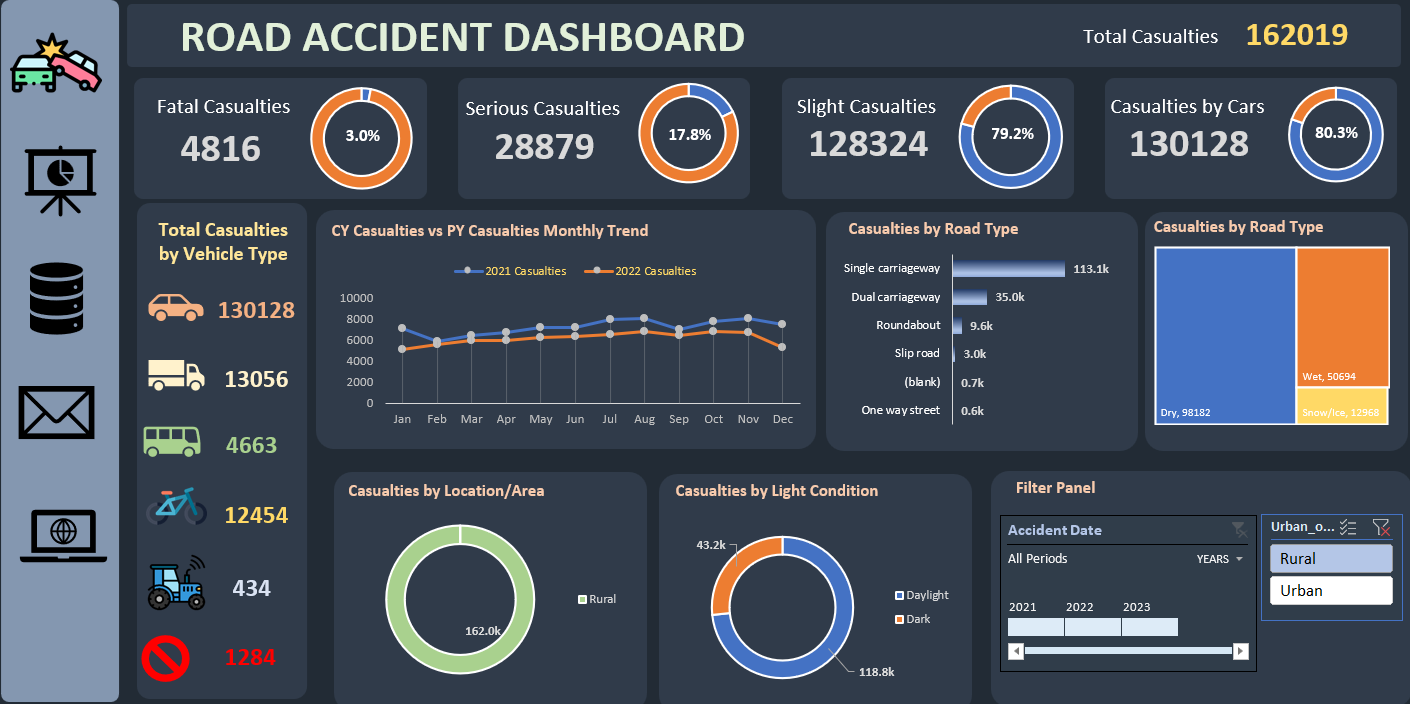 ROAD ACCIDENT DASHBOARD
Total Casualties
162019
Fatal Casualties
4816
3.0%
Serious Casualties
28879
17.8%
Slight Casualties
128324
79.2%
Casualties by Cars
130128
80.3%
Total Casualties
by Vehicle Type
130128
13056
4663
12454
434
1284
CY Casualties vs PY Casualties Monthly Trend
2021 Casualties
2022 Casualties
10000
8000
6000
4000
2000
0
Jan Feb Mar Apr May Jun Jul Aug Sep Oct Nov Dec
Casualties by Road Type
Single carriageway 113.1k
Dual carriageway 35.0k
Roundabout 9.6k
Slip road 3.0k
(blank) 0.7k
One way street 0.6k
Casualties by Road Type
Dry, 98182
Wet, 50694
Snow/ice, 12968
Casualties by Location/Area
162.0k
Rural
Casualties by Light Condition
43.2k
118.8k
Daylight
Dark
Filter Panel
Accident Date
All Periods
YEARS
2021 2022 2023
Urban_o...
Rural
Urban